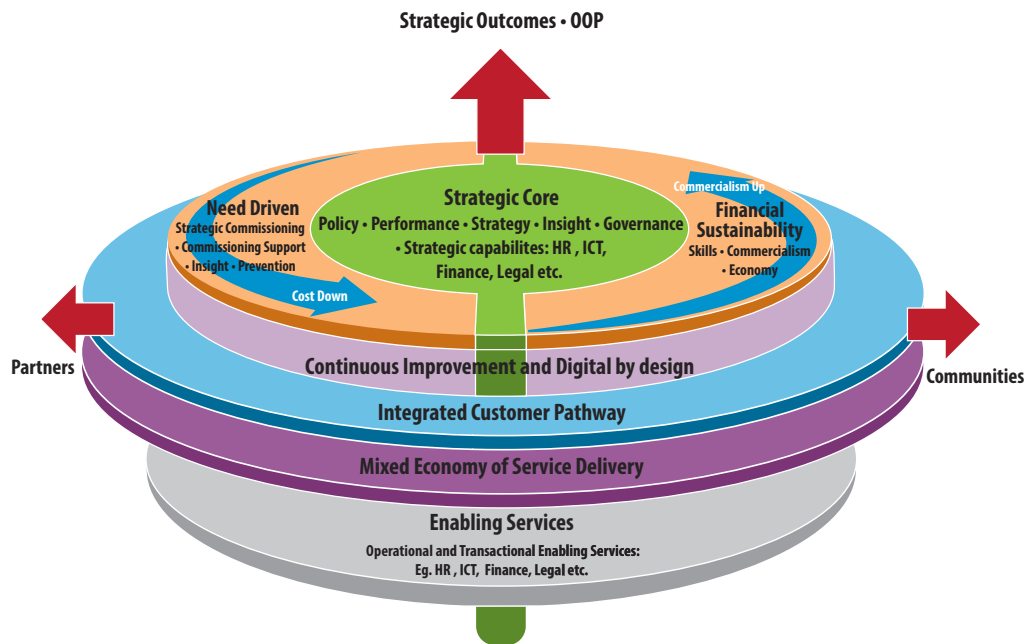 Strategic Outcomes • OOP
Commercialism Up
Strategic Core
Policy • Performance • Strategy • Insight • Governance
• Strategic capabilites: HR , ICT,
Finance, Legal etc.
Need Driven
Strategic Commissioning
• Commissioning Support
• Insight • Prevention
Financial
Sustainability
Skills • Commercialism
• Economy
Cost Down
Partners
Communities
Continuous Improvement and Digital by design
Integrated Customer Pathway
Mixed Economy of Service Delivery
Enabling Services
Operational and Transactional Enabling Services:
Eg. HR , ICT, Finance, Legal etc.